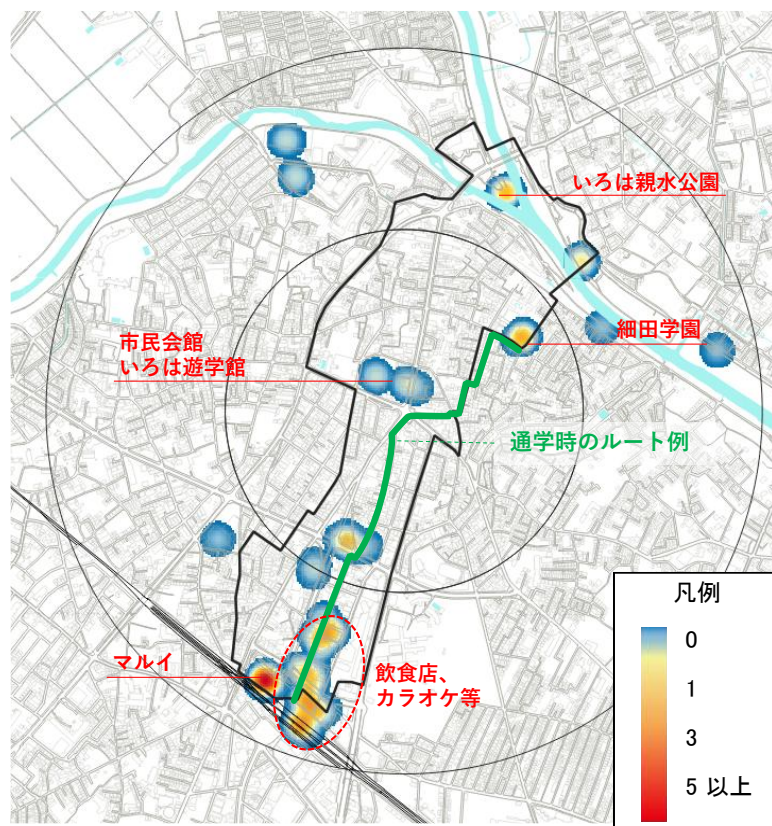 いろは親水公園
細田学園
市民会館
いろは遊学館
通学時のルート例
マルイ
飲食店、
カラオケ等
凡例
0
1
3
5 以上